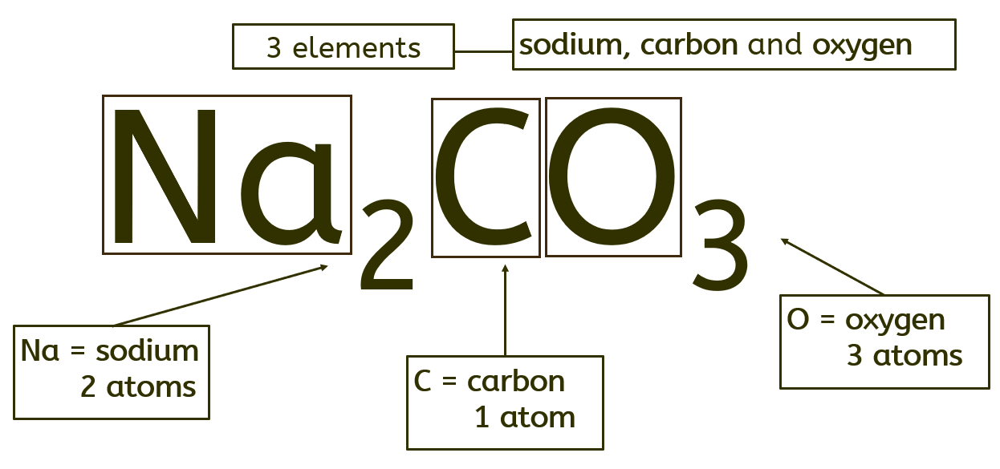 3 elements
sodium, carbon and oxygen
Na₂CO₃
Na = sodium
2 atoms
C = carbon
1 atom
O = oxygen
3 atoms